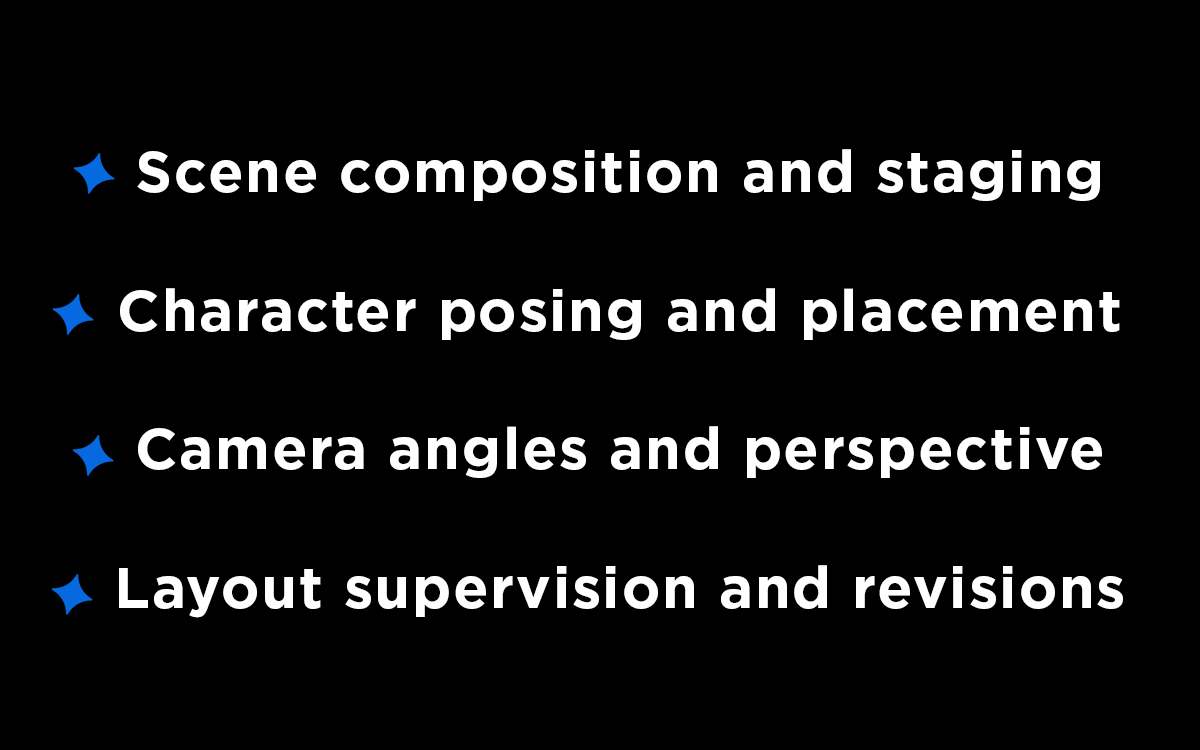 Scene composition and staging
Character posing and placement
Camera angles and perspective
Layout supervision and revisions